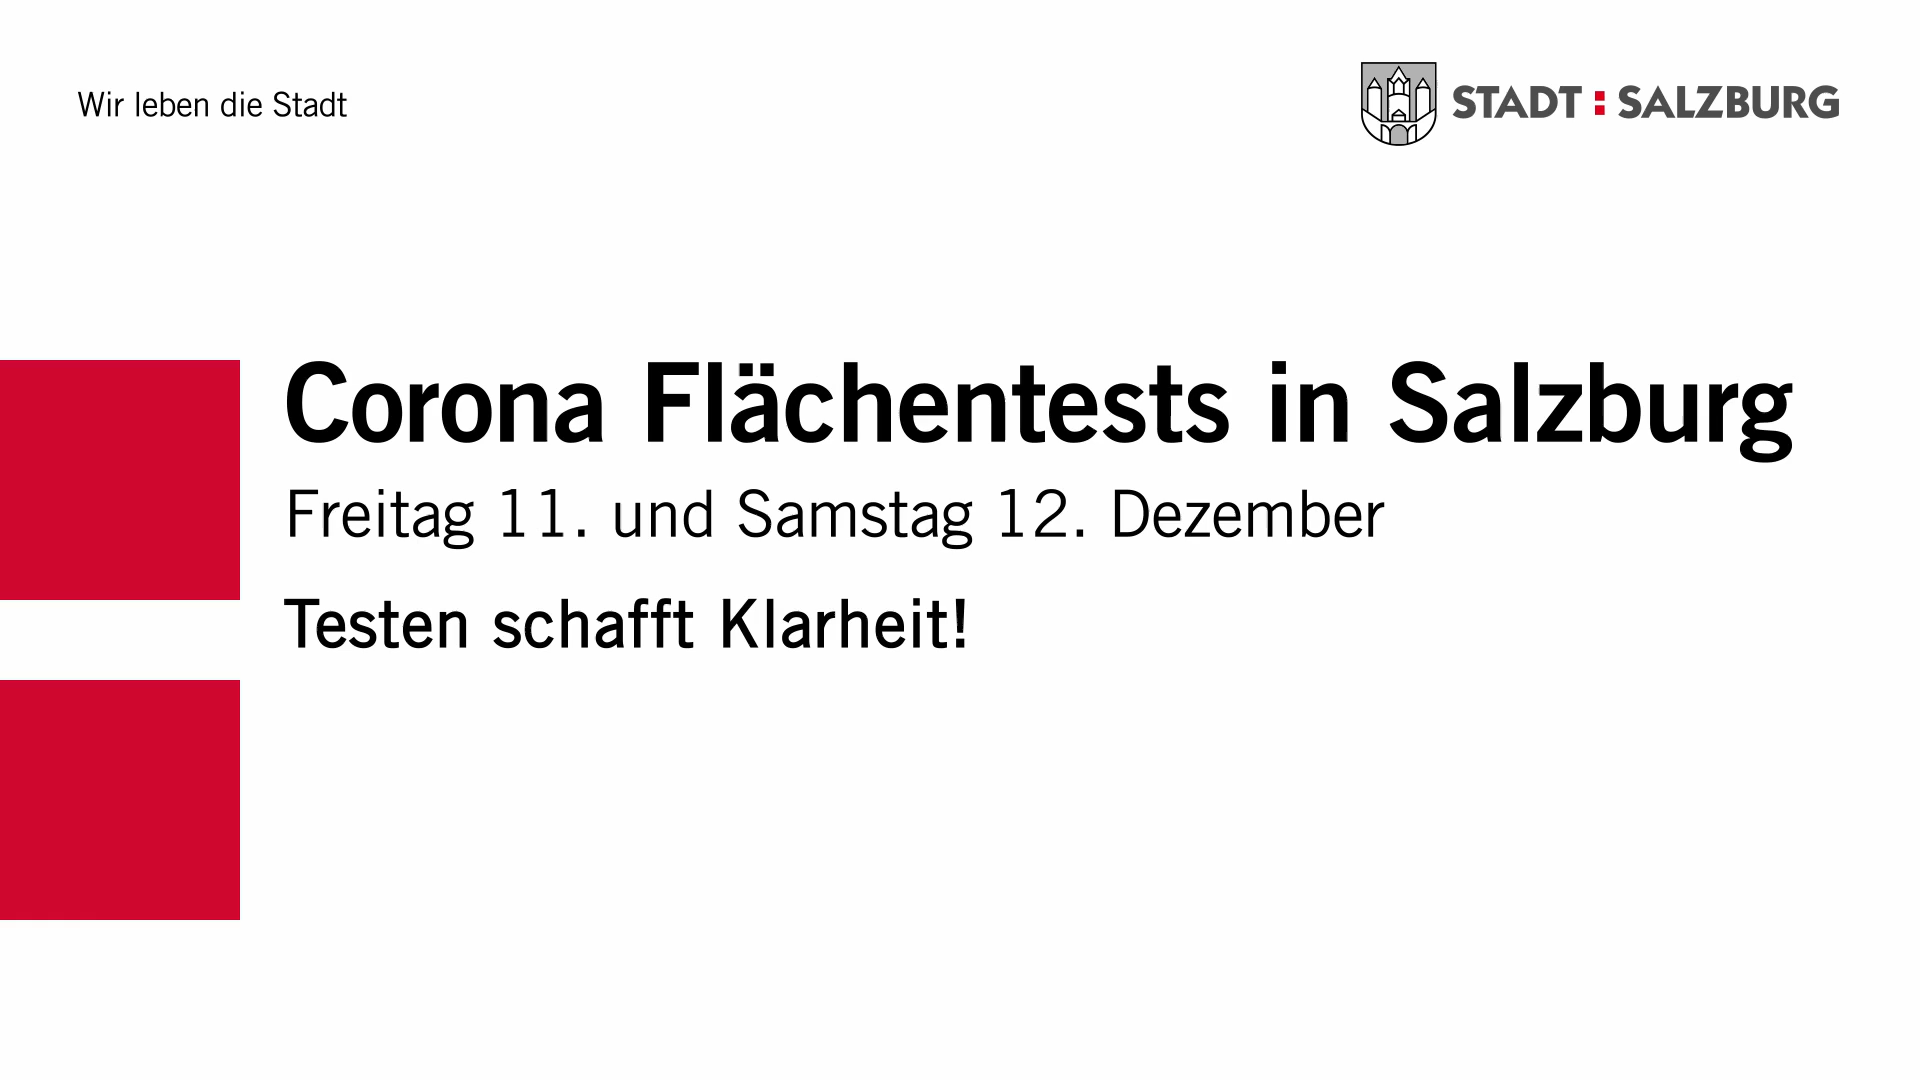 Wir leben die Stadt
STADT : SALZBURG
Corona Flächentests in Salzburg
Freitag 11. und Samstag 12. Dezember
Testen schafft Klarheit!